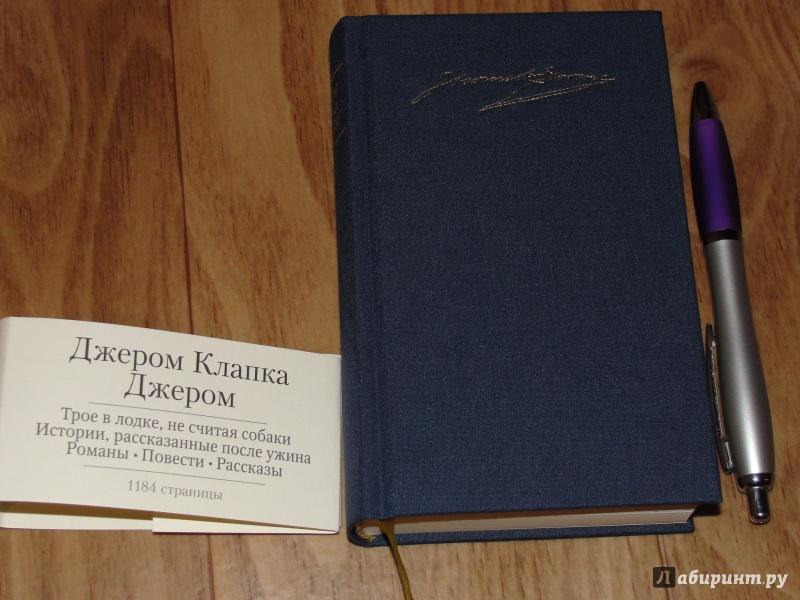 Джером Клапка
Джером
Трое в лодке, не считая собаки
Истории, рассказанные после ужина
Романы • Повести • Рассказы
1184 страницы
Лабиринт.ру